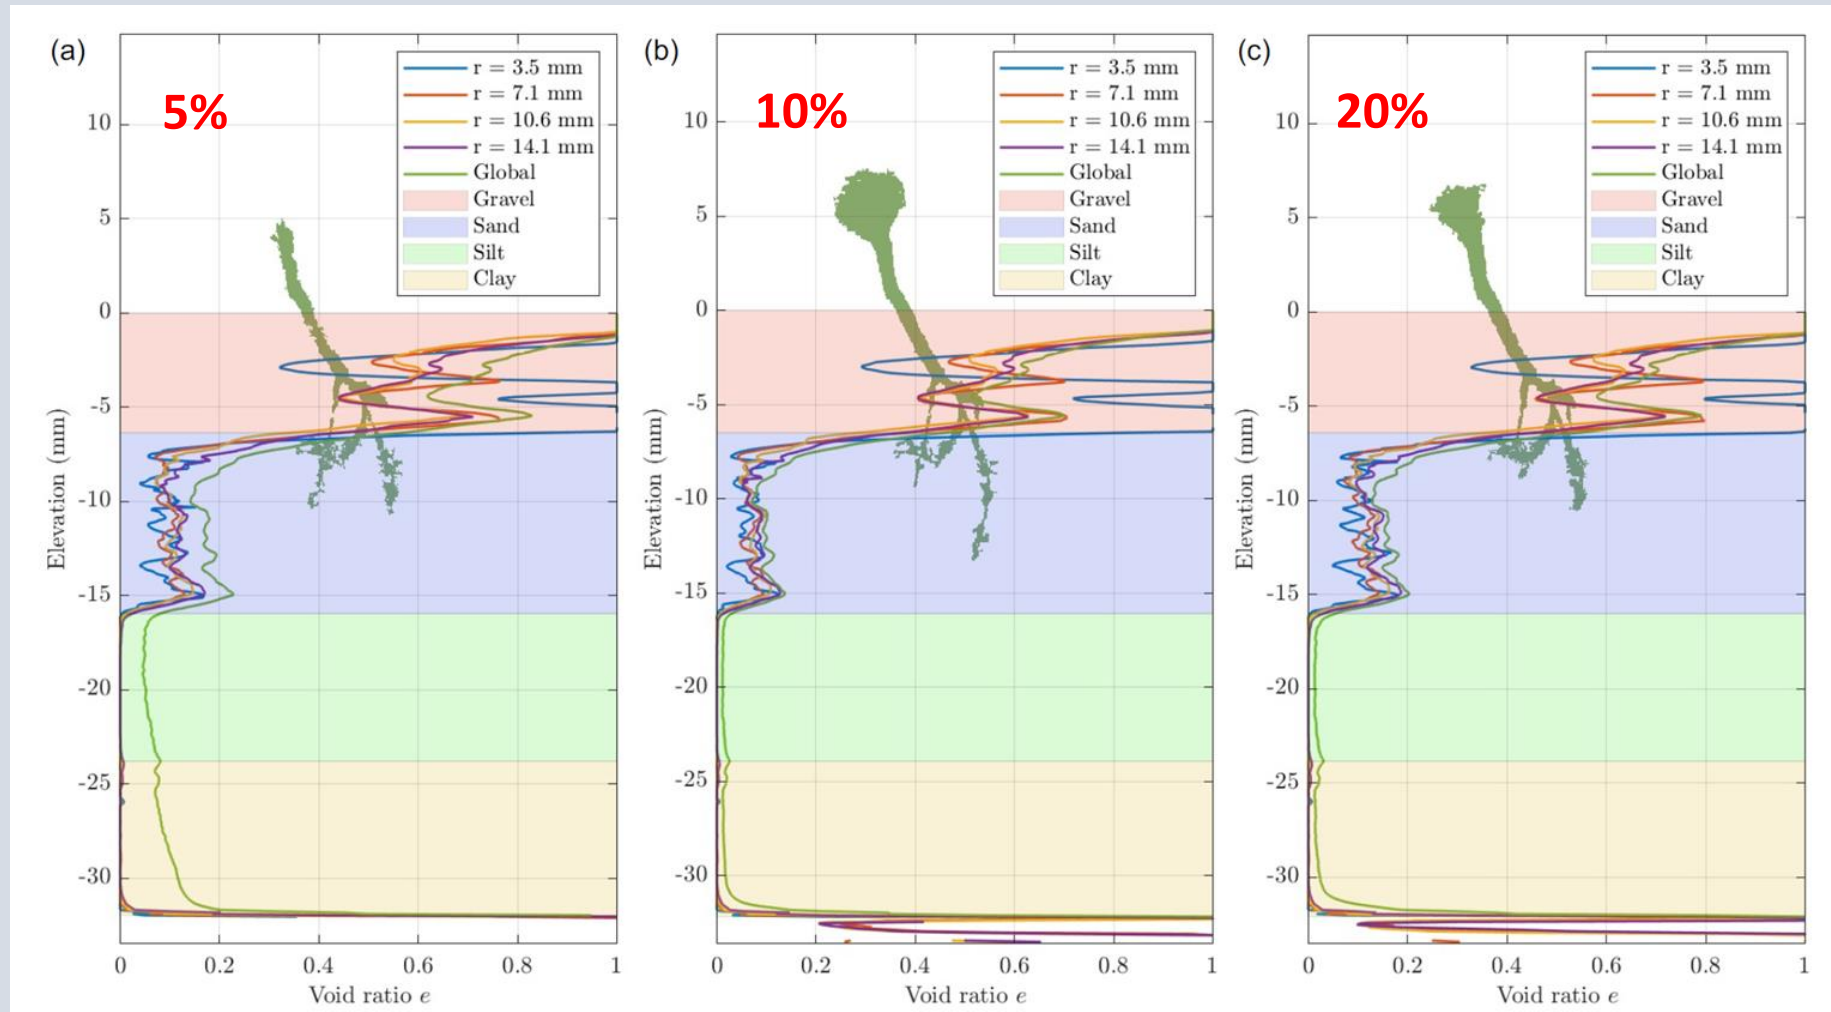 (a)
5%
r = 3.5 mm
r = 7.1 mm
r = 10.6 mm
r = 14.1 mm
Global
Gravel
Sand
Silt
Clay
10
5
0
-5
-10
-15
-20
-25
-30
Elevation (mm)
0 0.2 0.4 0.6 0.8 1
Void ratio e
(b)
10%
r = 3.5 mm
r = 7.1 mm
r = 10.6 mm
r = 14.1 mm
Global
Gravel
Sand
Silt
Clay
10
5
0
-5
-10
-15
-20
-25
-30
Elevation (mm)
0 0.2 0.4 0.6 0.8 1
Void ratio e
(c)
20%
r = 3.5 mm
r = 7.1 mm
r = 10.6 mm
r = 14.1 mm
Global
Gravel
Sand
Silt
Clay
10
5
0
-5
-10
-15
-20
-25
-30
Elevation (mm)
0 0.2 0.4 0.6 0.8 1
Void ratio e